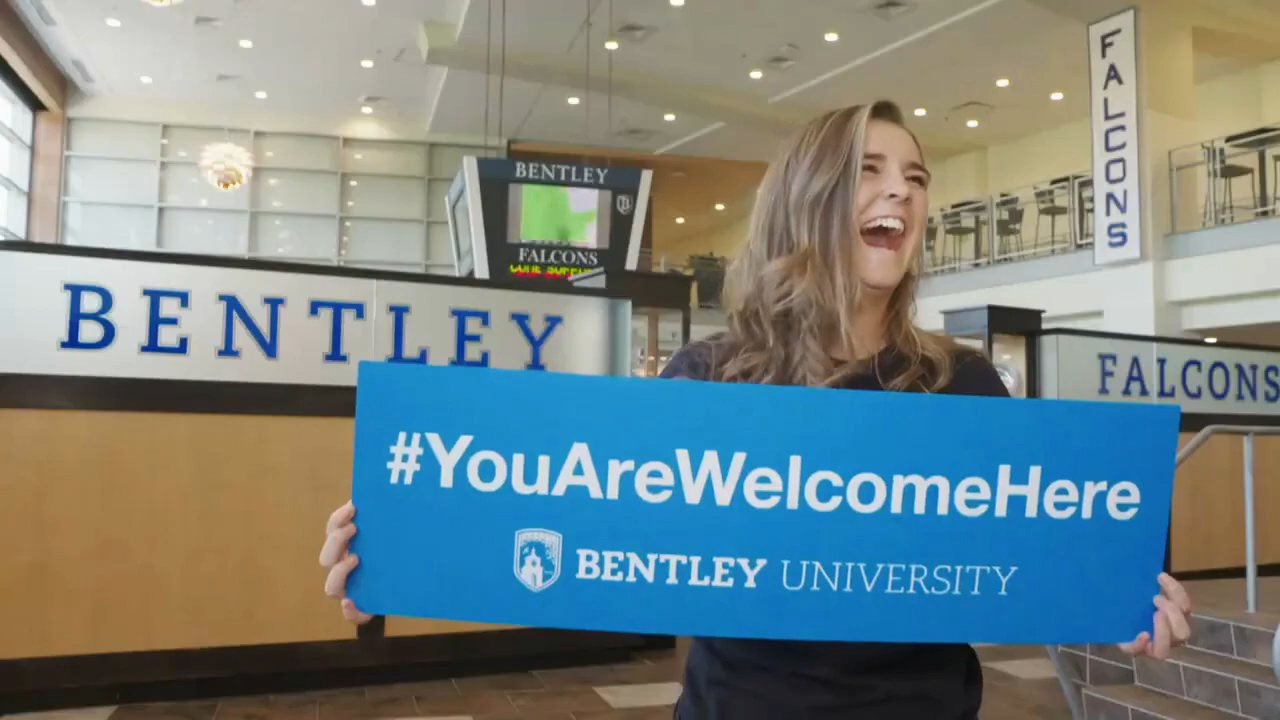 FALCONS
BENTLEY
FALCONS
BENTLEY
FALCONS
#YouAreWelcomeHere
BENTLEY UNIVERSITY